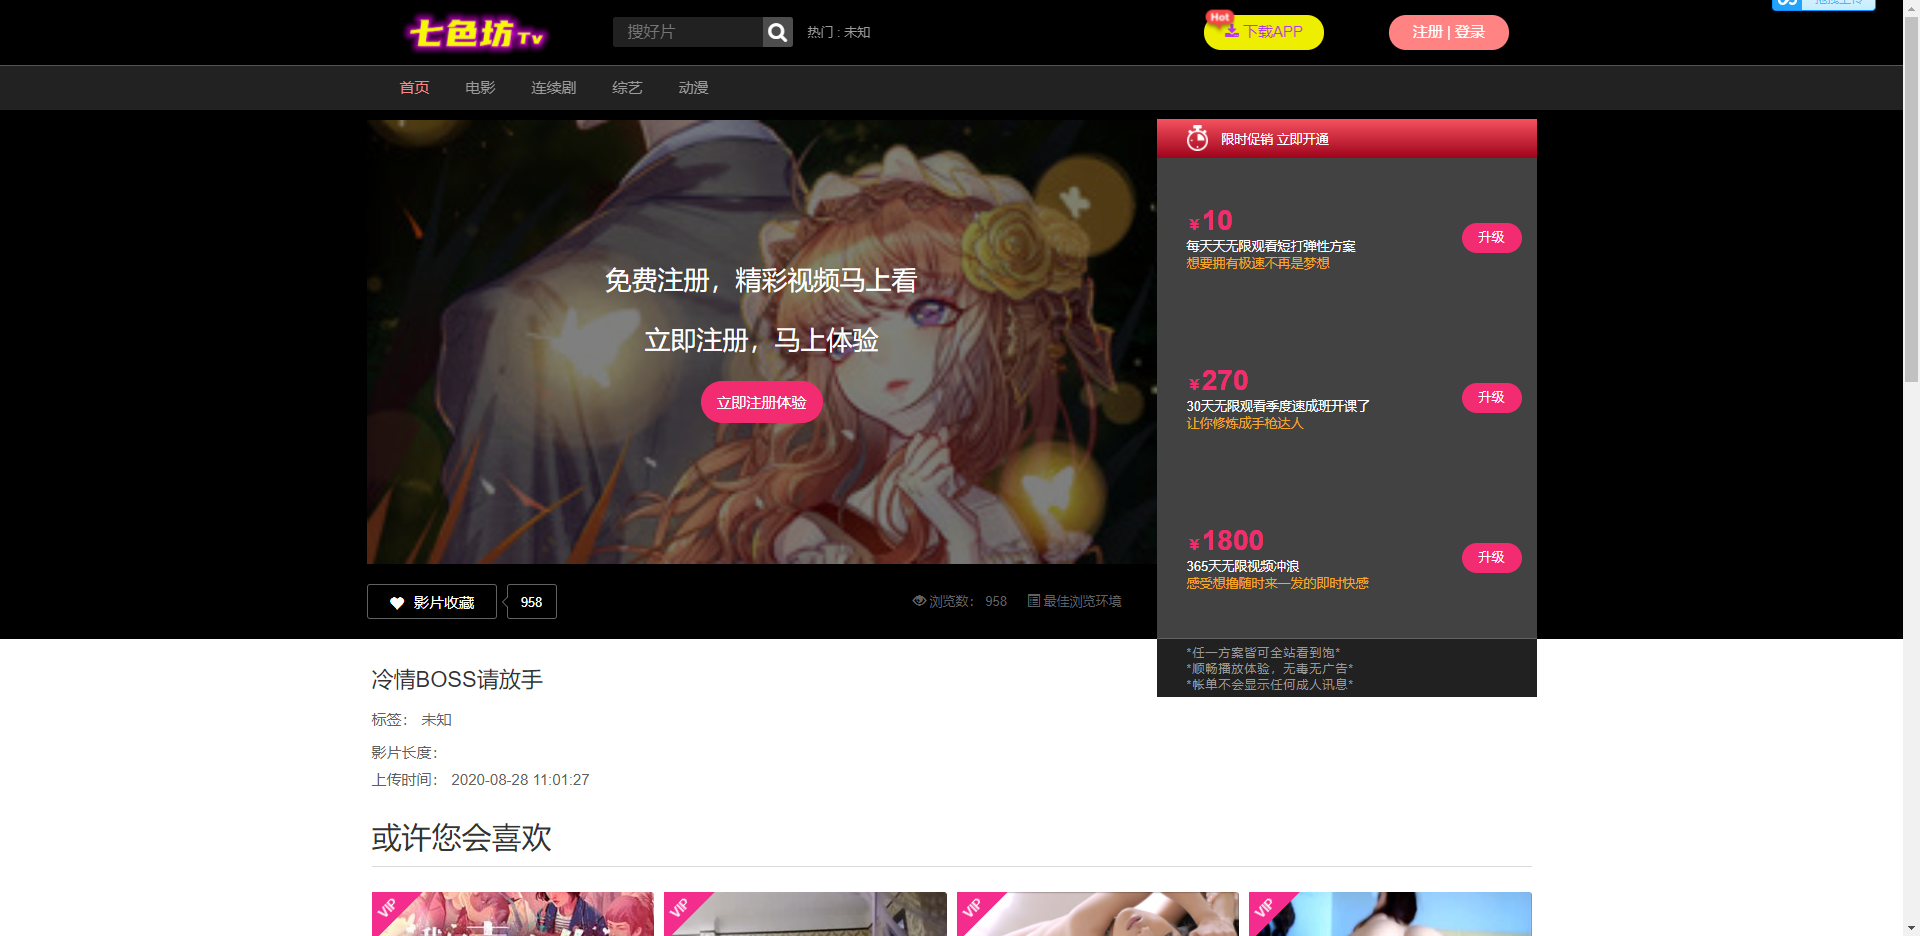 七色坊TV
搜好片
热门 : 未知
Hot
下载APP
注册 | 登录
首页
电影
连续剧
综艺
动漫
免费注册，精彩视频马上看
立即注册，马上体验
立即注册体验
限时促销 立即开通
¥10
每天天无限观看短打弹性方案
想要拥有极速不再是梦想
升级
¥270
30天无限观看季度速成班开课了
让你修炼成手枪达人
升级
¥1800
365天无限视频冲浪
感受想撸随时来一发的即时快感
升级
*任一方案皆可全站看到饱*
*顺畅播放体验，无毒无广告*
*帐单不会显示任何成人讯息*
影片收藏
958
浏览数： 958
最佳浏览环境
冷情BOSS请放手
标签： 未知
影片长度：
上传时间： 2020-08-28 11:01:27
或许您会喜欢
VIP
VIP
VIP
VIP